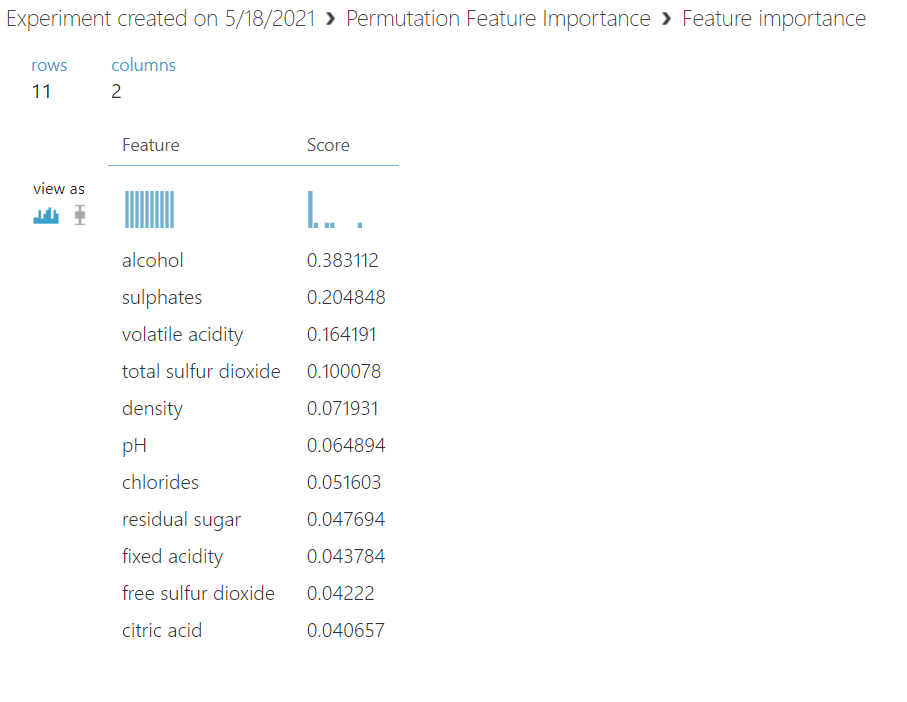 Experiment created on 5/18/2021 › Permutation Feature Importance › Feature importance
rows columns
11 2
Feature Score
view as
alcohol 0.383112
sulphates 0.204848
volatile acidity 0.164191
total sulfur dioxide 0.100078
density 0.071931
pH 0.064894
chlorides 0.051603
residual sugar 0.047694
fixed acidity 0.043784
free sulfur dioxide 0.04222
citric acid 0.040657